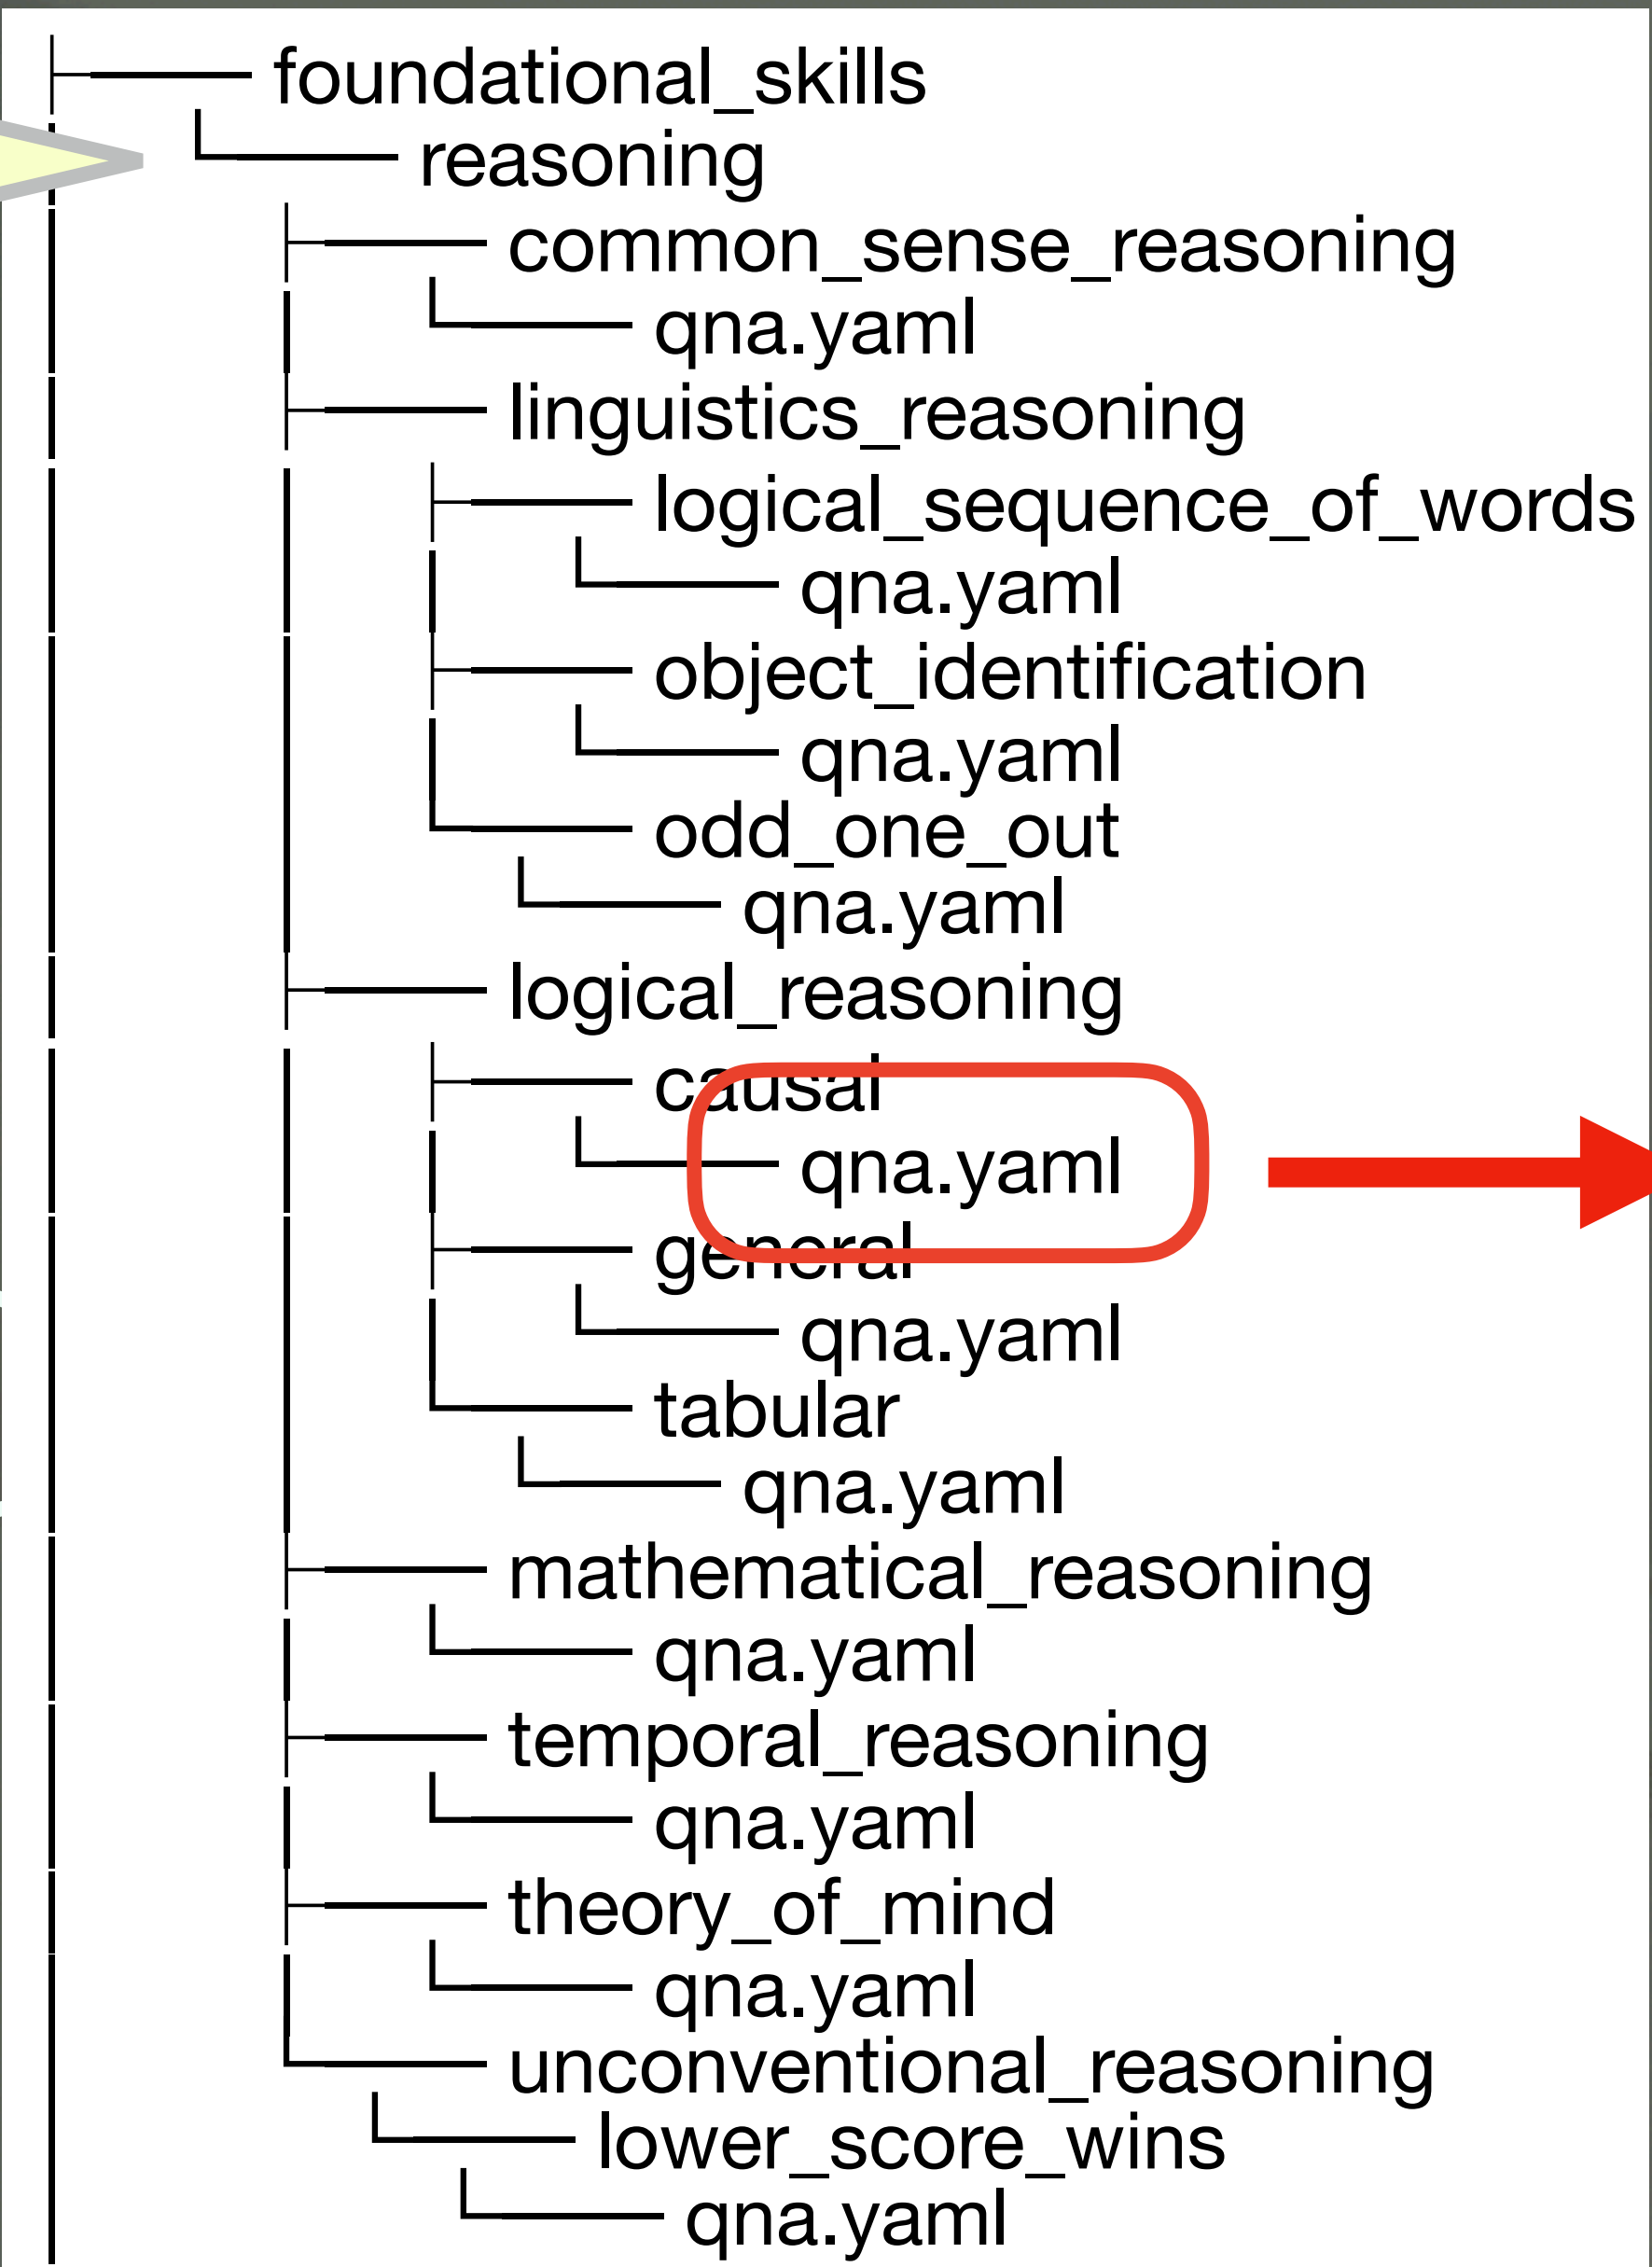 foundational_skills
reasoning
common_sense_reasoning
qna.yaml
linguistics_reasoning
logical_sequence_of_words
qna.yaml
object_identification
qna.yaml
odd_one_out
qna.yaml
logical_reasoning
causal
qna.yaml
general
qna.yaml
tabular
qna.yaml
mathematical_reasoning
qna.yaml
temporal_reasoning
qna.yaml
theory_of_mind
qna.yaml
unconventional_reasoning
lower_score_wins
qna.yaml